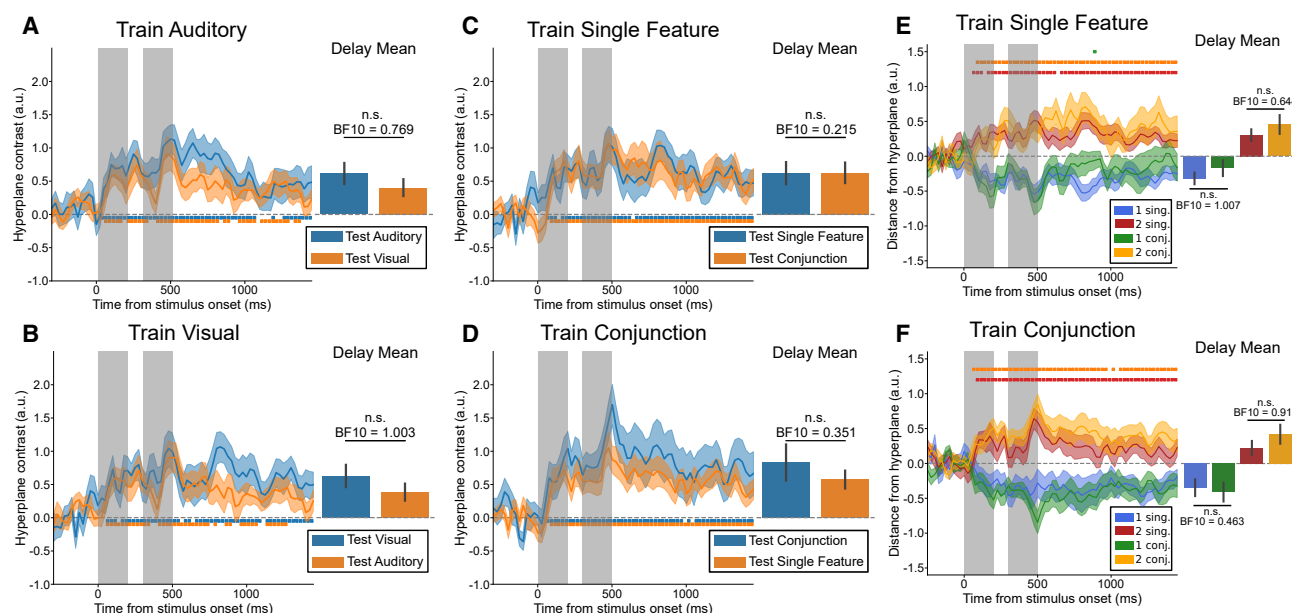 A
Train Auditory
Delay Mean
Hyperplane contrast (a.u.)
2.0
1.5
1.0
0.5
0.0
-0.5
-1.0
0
500
1000
Time from stimulus onset (ms)
n.s.
BF10 = 0.769
Test Auditory
Test Visual
B
Train Visual
Delay Mean
Hyperplane contrast (a.u.)
2.0
1.5
1.0
0.5
0.0
-0.5
-1.0
0
500
1000
Time from stimulus onset (ms)
n.s.
BF10 = 1.003
Test Visual
Test Auditory
C
Train Single Feature
Delay Mean
Hyperplane contrast (a.u.)
2.0
1.5
1.0
0.5
0.0
-0.5
-1.0
0
500
1000
Time from stimulus onset (ms)
n.s.
BF10 = 0.215
Test Single Feature
Test Conjunction
D
Train Conjunction
Delay Mean
Hyperplane contrast (a.u.)
2.0
1.5
1.0
0.5
0.0
-0.5
-1.0
0
500
1000
Time from stimulus onset (ms)
n.s.
BF10 = 0.351
Test Conjunction
Test Single Feature
E
Train Single Feature
Delay Mean
Distance from hyperplane (a.u.)
1.5
1.0
0.5
0.0
-0.5
-1.0
-1.5
0
500
1000
Time from stimulus onset (ms)
n.s.
BF10 = 0.64
n.s.
BF10 = 1.007
1 sing.
2 sing.
1 conj.
2 conj.
F
Train Conjunction
Delay Mean
Distance from hyperplane (a.u.)
1.5
1.0
0.5
0.0
-0.5
-1.0
-1.5
0
500
1000
Time from stimulus onset (ms)
n.s.
BF10 = 0.91
n.s.
BF10 = 0.463
1 sing.
2 sing.
1 conj.
2 conj.